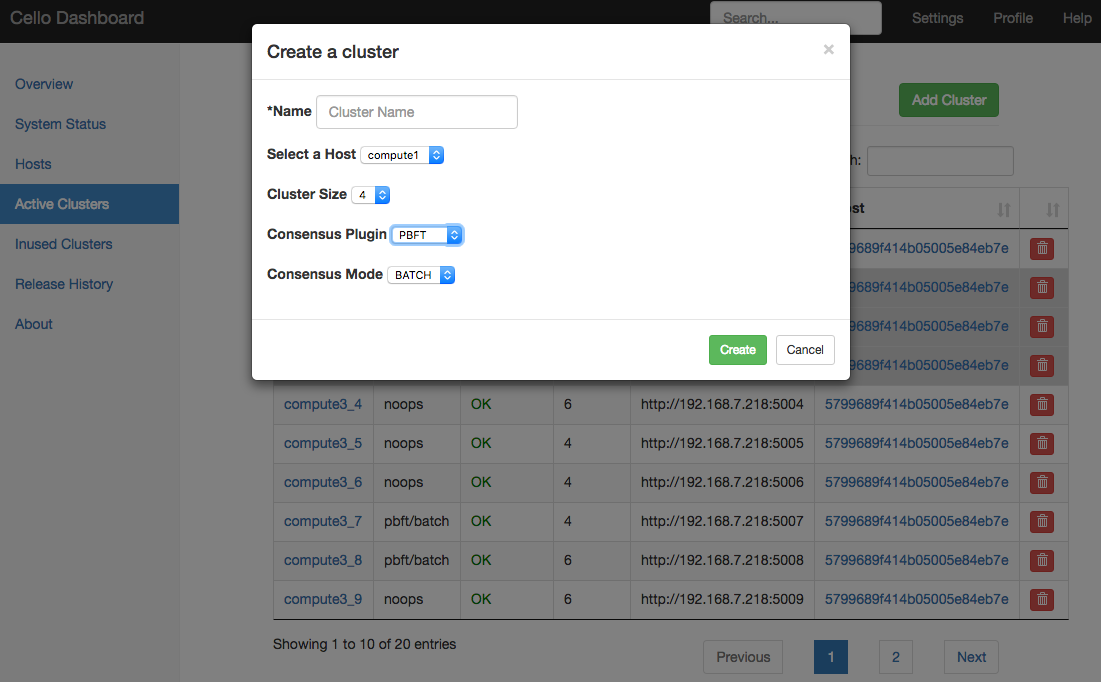 Cello Dashboard
Search...
Settings Profile Help
Overview
System Status
Hosts
Active Clusters
Inused Clusters
Release History
About
Create a cluster ×
*Name Cluster Name
Select a Host compute1
Cluster Size 4
Consensus Plugin PBFT
Consensus Mode BATCH
Create Cancel
Add Cluster
h:
st
9689f414b05005e84eb7e
9689f414b05005e84eb7e
9689f414b05005e84eb7e
9689f414b05005e84eb7e
compute3_4 noops OK 6 http://192.168.7.218:5004 5799689f414b05005e84eb7e
compute3_5 noops OK 4 http://192.168.7.218:5005 5799689f414b05005e84eb7e
compute3_6 noops OK 4 http://192.168.7.218:5006 5799689f414b05005e84eb7e
compute3_7 pbft/batch OK 4 http://192.168.7.218:5007 5799689f414b05005e84eb7e
compute3_8 pbft/batch OK 6 http://192.168.7.218:5008 5799689f414b05005e84eb7e
compute3_9 noops OK 6 http://192.168.7.218:5009 5799689f414b05005e84eb7e
Showing 1 to 10 of 20 entries
Previous 1 2 Next